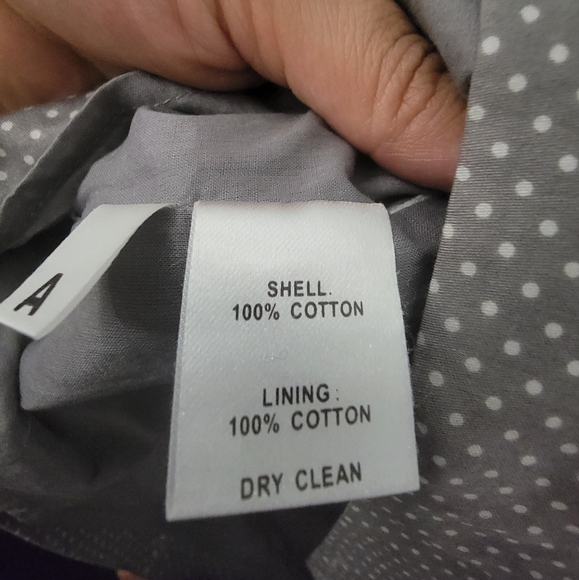 A
SHELL:
100% COTTON
LINING :
100% COTTON
DRY CLEAN